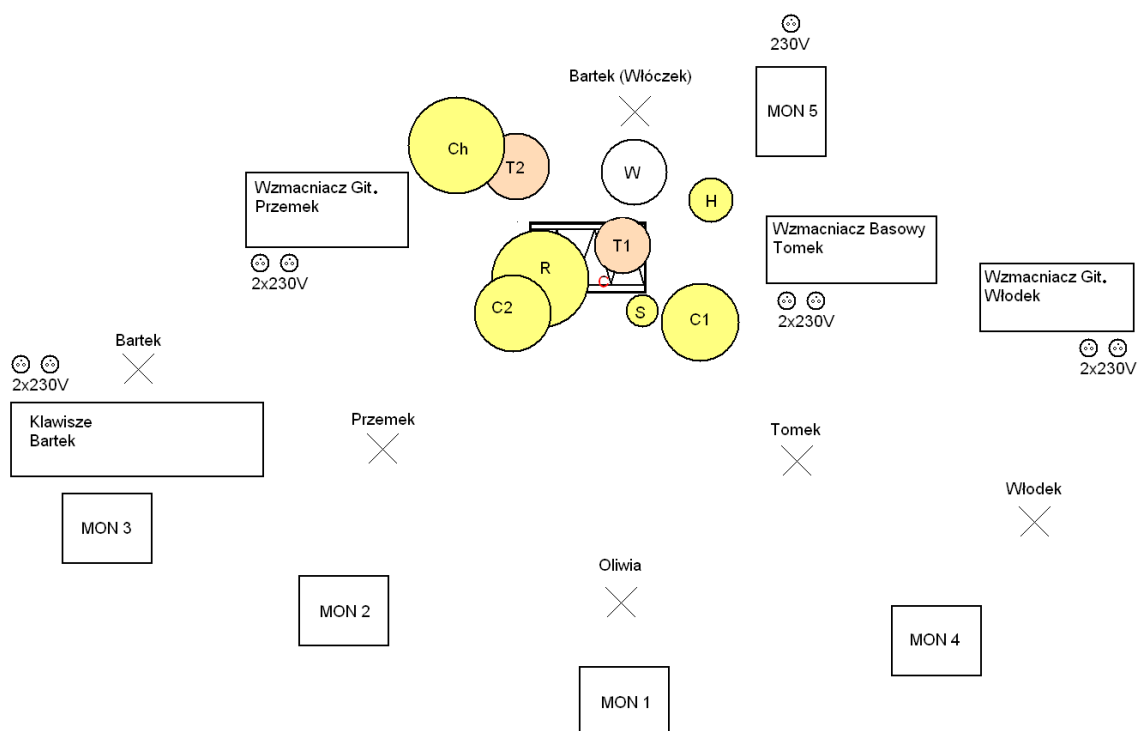 230V
Bartek (Włóczek)
MON 5
Ch
T2
W
H
Wzmacniacz Git.
Przemek
2x230V
T1
R
C2
S
C1
Wzmacniacz Basowy
Tomek
2x230V
Wzmacniacz Git.
Włodek
2x230V
Bartek
2x230V
Klawisze
Bartek
Przemek
Tomek
Włodek
MON 3
Oliwia
MON 2
MON 4
MON 1